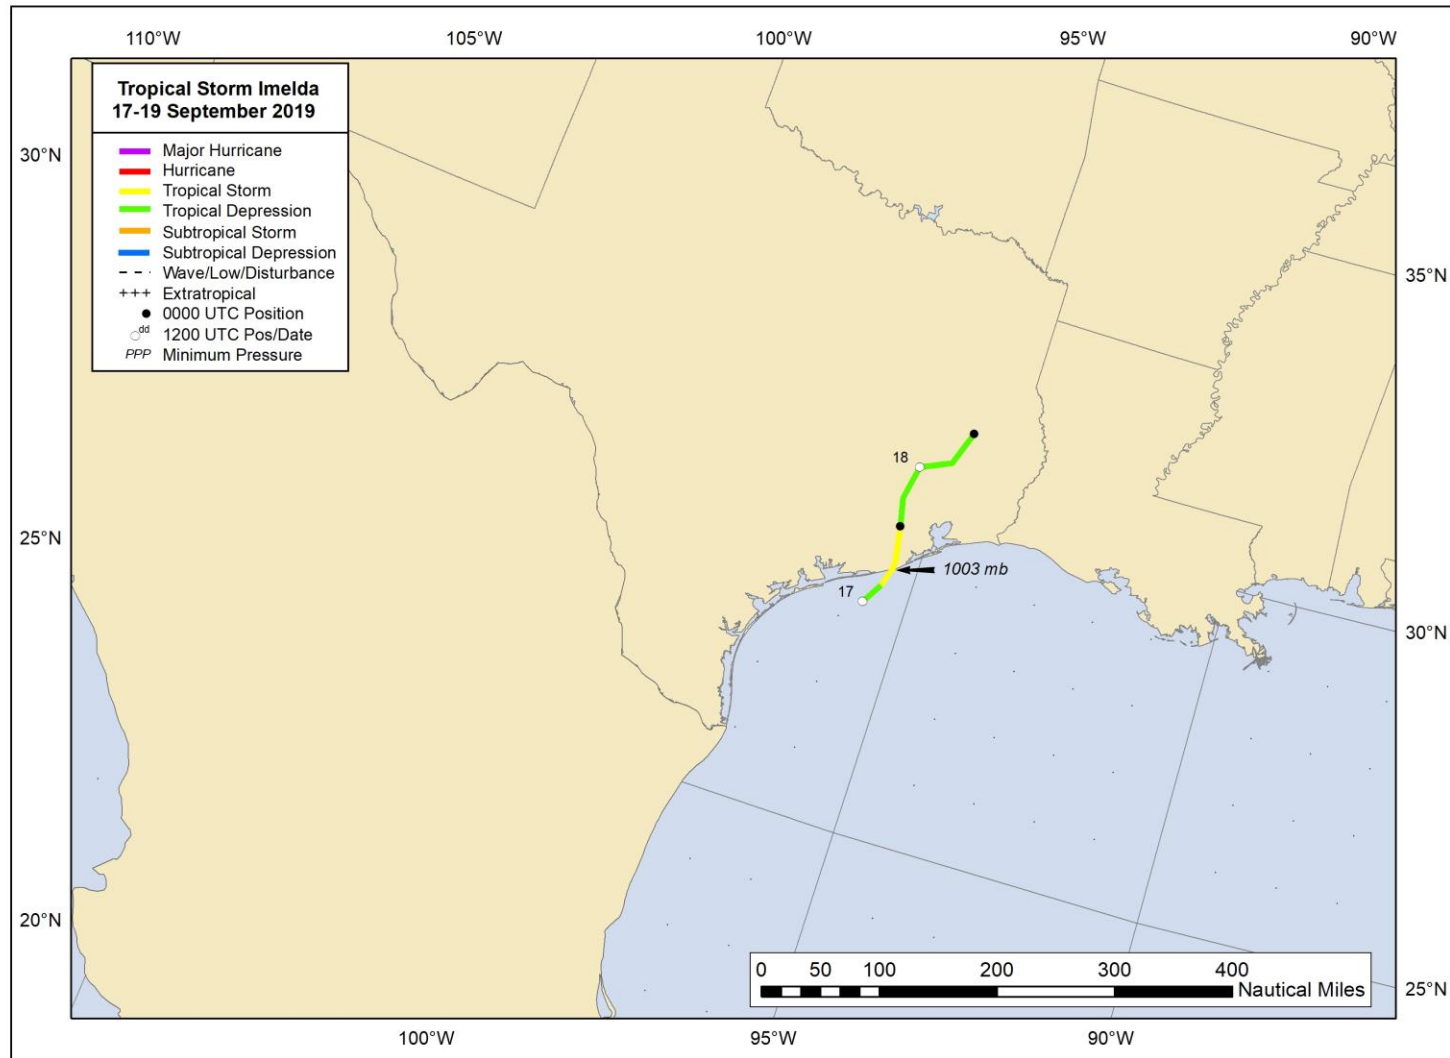 110°W 105°W 100°W 95°W 90°W
Tropical Storm Imelda
17-19 September 2019
Major Hurricane
Hurricane
Tropical Storm
Tropical Depression
Subtropical Storm
Subtropical Depression
Wave/Low/Disturbance
+++ Extratropical
0000 UTC Position
dd 1200 UTC Pos/Date
PPP Minimum Pressure
30°N
35°N
18
25°N
1003 mb
17
30°N
20°N
0 50 100 200 300 400
Nautical Miles
25°N
100°W 95°W 90°W